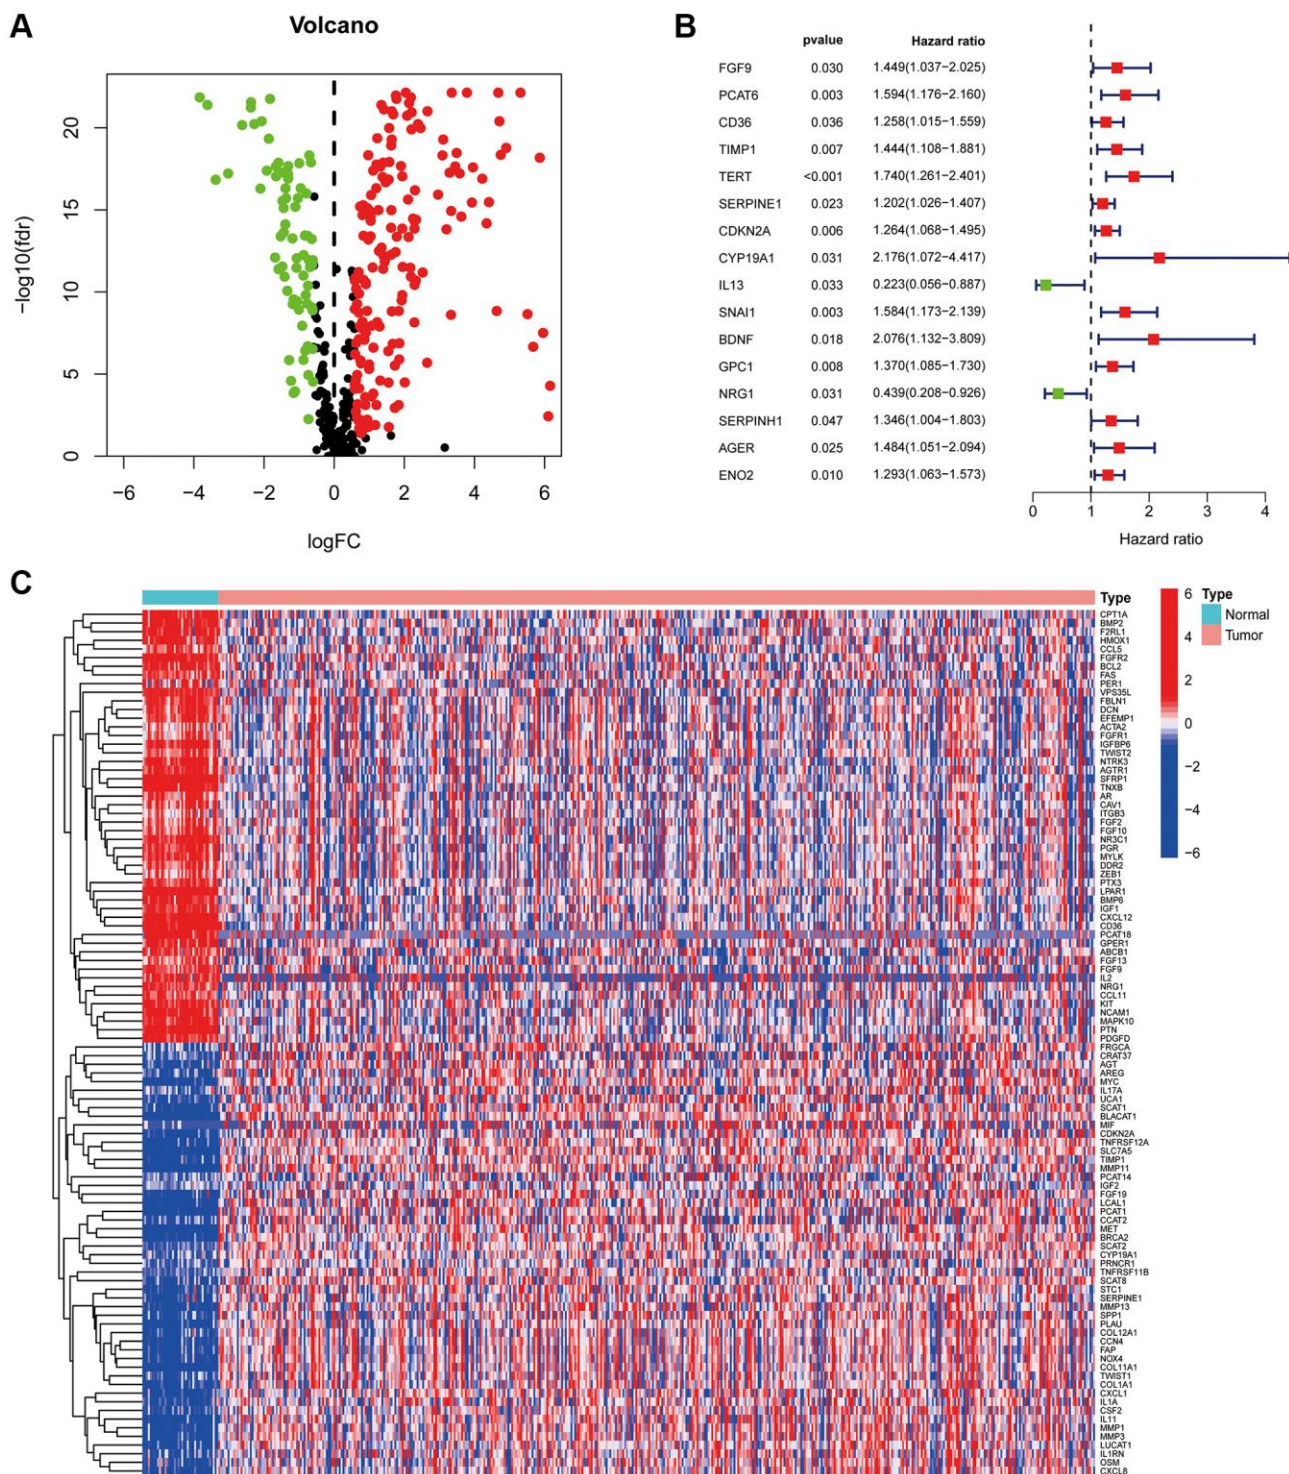 A
Volcano
−log10(fdr)
20
15
10
5
0
−6 −4 −2 0 2 4 6
logFC
B
pvalue Hazard ratio
FGF9 0.030 1.449(1.037−2.025)
PCAT6 0.003 1.594(1.176−2.160)
CD36 0.036 1.258(1.015−1.559)
TIMP1 0.007 1.444(1.108−1.881)
TERT <0.001 1.740(1.261−2.401)
SERPINE1 0.023 1.202(1.026−1.407)
CDKN2A 0.006 1.264(1.068−1.495)
CYP19A1 0.031 2.176(1.072−4.417)
IL13 0.033 0.223(0.056−0.887)
SNAI1 0.003 1.584(1.173−2.139)
BDNF 0.018 2.076(1.132−3.809)
GPC1 0.008 1.370(1.085−1.730)
NRG1 0.031 0.439(0.208−0.926)
SERPINH1 0.047 1.346(1.004−1.803)
AGER 0.025 1.484(1.051−2.094)
ENO2 0.010 1.293(1.063−1.573)
0 1 2 3 4
Hazard ratio
C
Type
CPT1A
BMP2
F2RL1
HMOX1
CCL5
FGFR2
BCL2
FAS
PER1
VPS35L
FBLN1
DCN
EFEMP1
ACTA2
FGFR1
IGFBP6
TWIST2
NTRK3
AGTR1
SFRP1
TNXB
AR
CAV1
ITGB3
FGF2
FGF10
NR3C1
PGR
MYLK
DDR2
ZEB1
PTX3
LPAR1
BMP6
IGF1
CXCL12
CD36
PCAT18
GPER1
ABCB1
FGF13
FGF9
IL2
NRG1
CCL11
KIT
NCAM1
MAPK10
PTN
PDGFD
FRGCA
CRAT37
AGT
AREG
MYC
IL17A
UCA1
SCAT1
BLACAT1
MIF
CDKN2A
TNFRSF12A
SLC7A5
TIMP1
MMP11
PCAT14
IGF2
FGF19
LCAL1
PCAT1
CCAT2
MET
BRCA2
SCAT2
CYP19A1
PRNCR1
TNFRSF11B
SCAT8
STC1
SERPINE1
MMP13
SPP1
PLAU
COL12A1
CCN4
FAP
NOX4
COL11A1
TWIST1
COL1A1
CXCL1
IL1A
CSF2
IL11
MMP1
MMP3
LUCAT1
IL1RN
OSM
CXCL8
6
4
2
0
−2
−4
−6
Type
Normal
Tumor